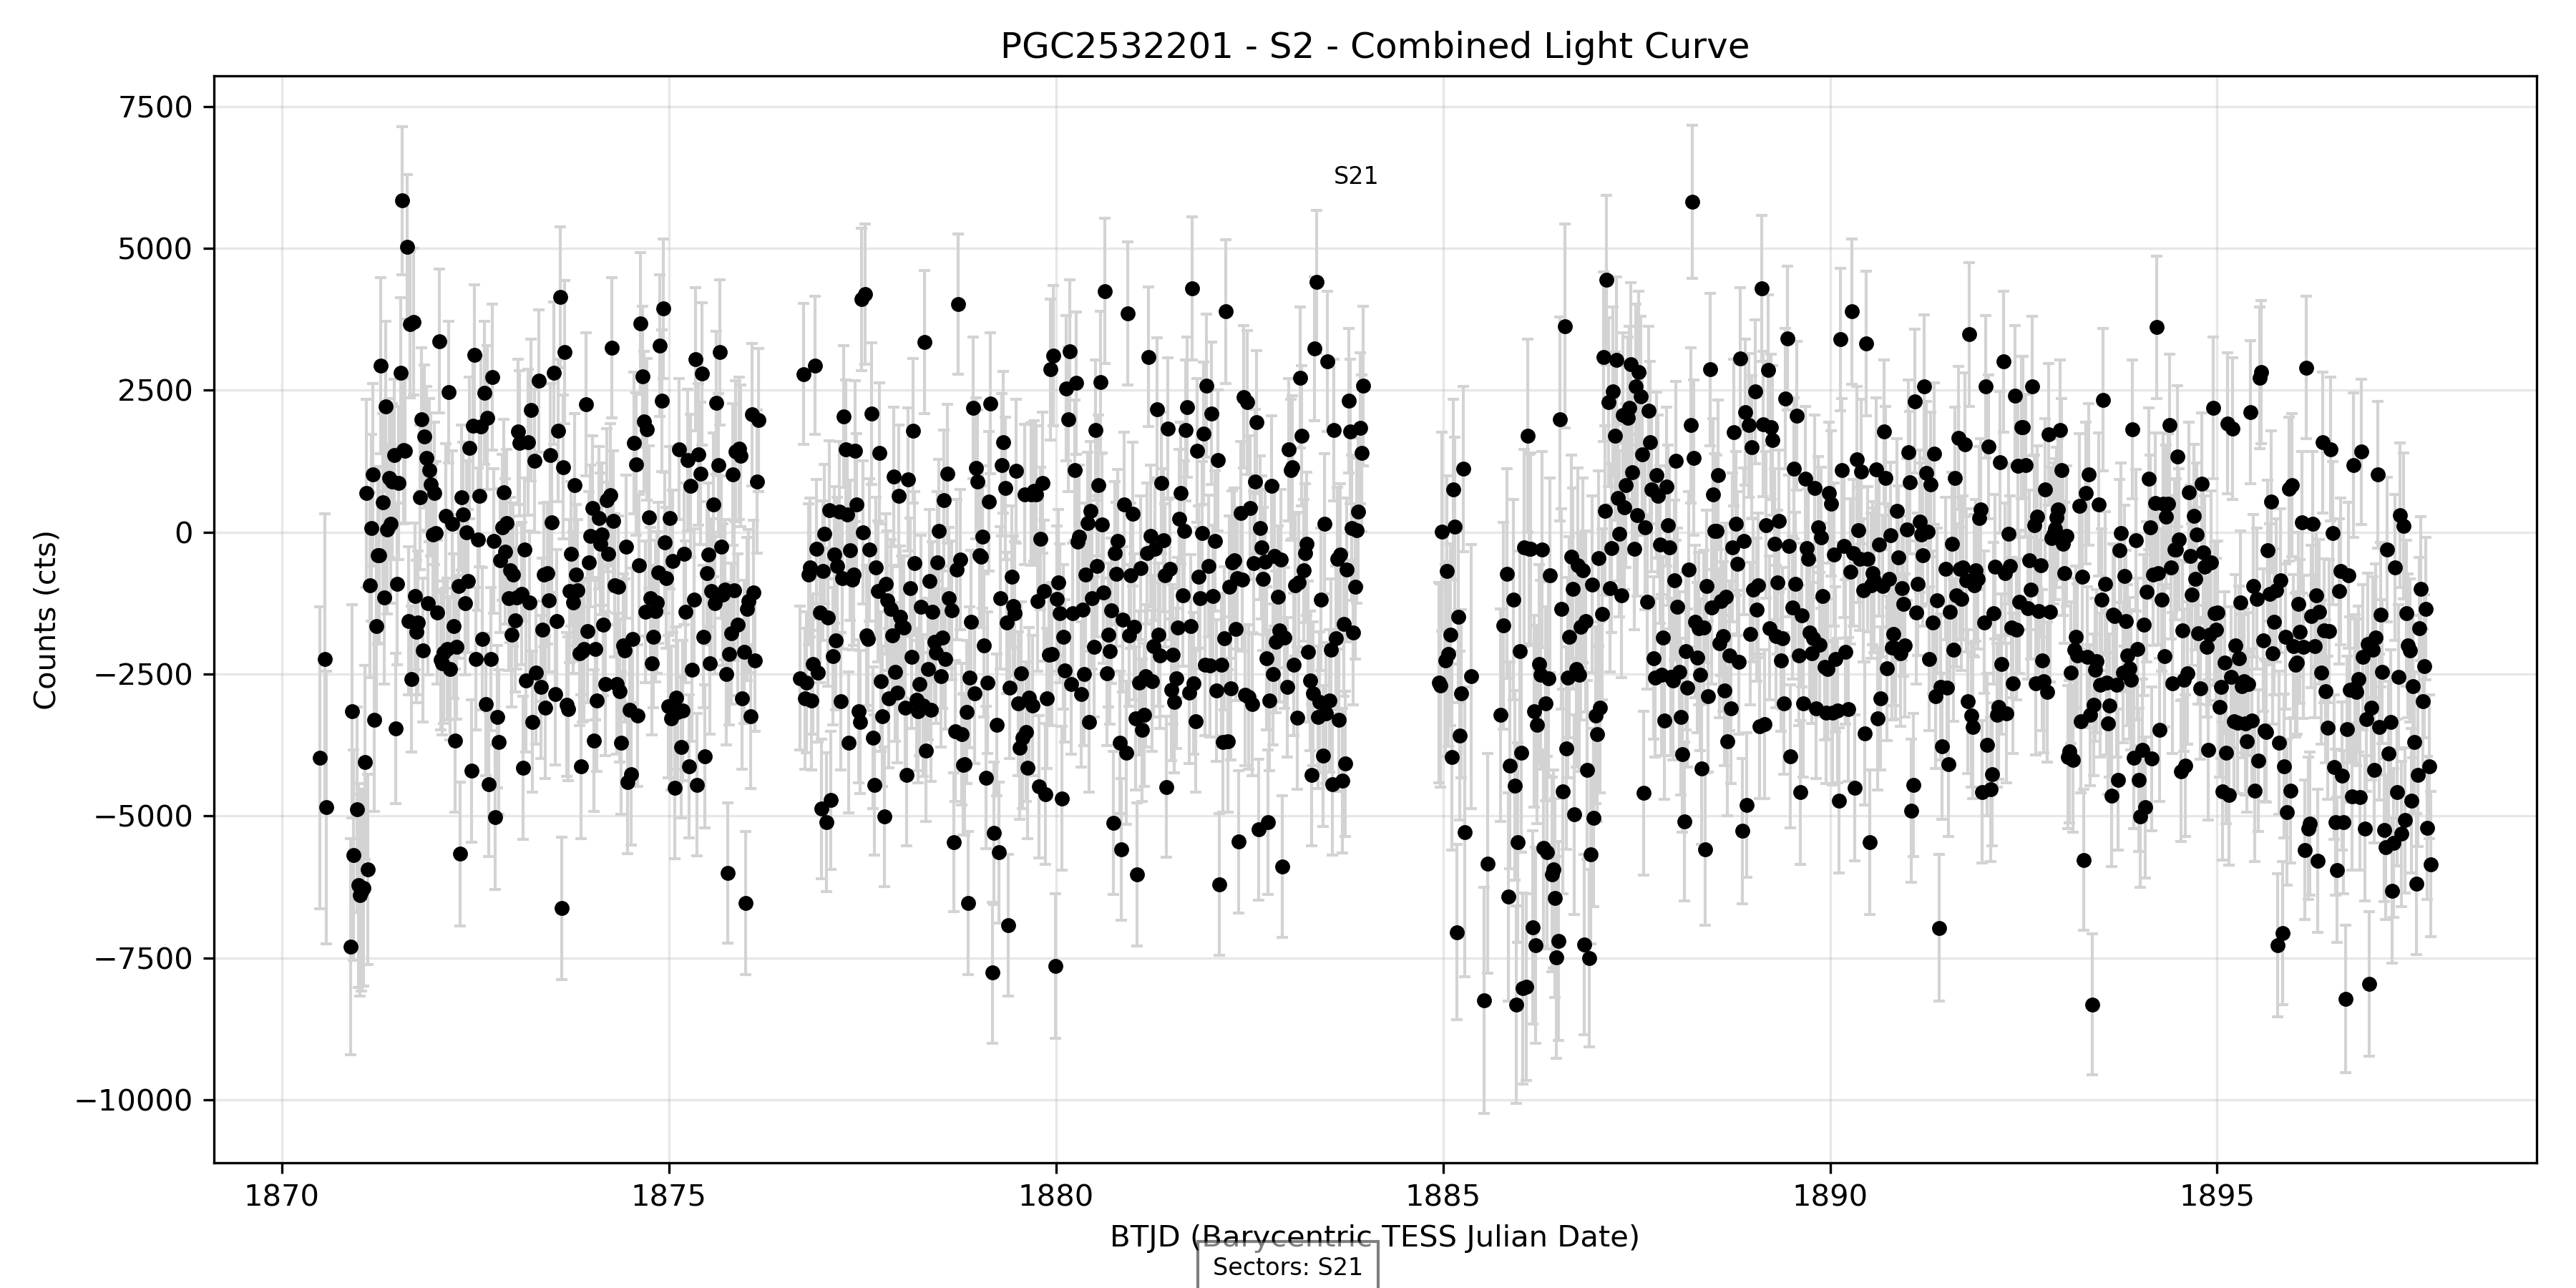 PGC2532201 - S2 - Combined Light Curve
7500
5000
2500
0
−2500
−5000
−7500
−10000
Counts (cts)
S21
1870
1875
1880
1885
1890
1895
BTJD (Barycentric TESS Julian Date)
Sectors: S21